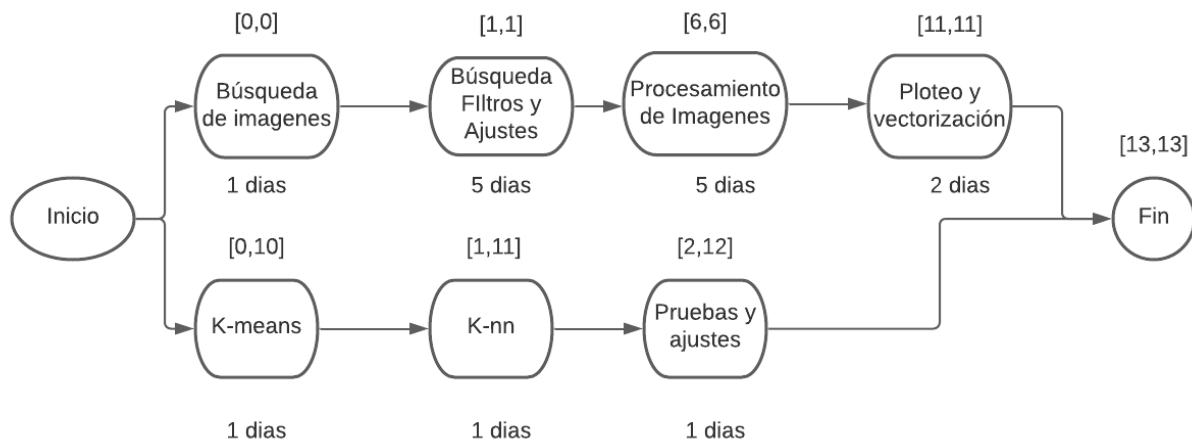 [0,0]
[1,1]
[6,6]
[11,11]
Búsqueda
de imagenes
Búsqueda
FIltros y
Ajustes
Procesamiento
de Imagenes
Ploteo y
vectorización
[13,13]
1 dias
5 dias
5 dias
2 dias
Inicio
Fin
[0,10]
[1,11]
[2,12]
K-means
K-nn
Pruebas y
ajustes
1 dias
1 dias
1 dias